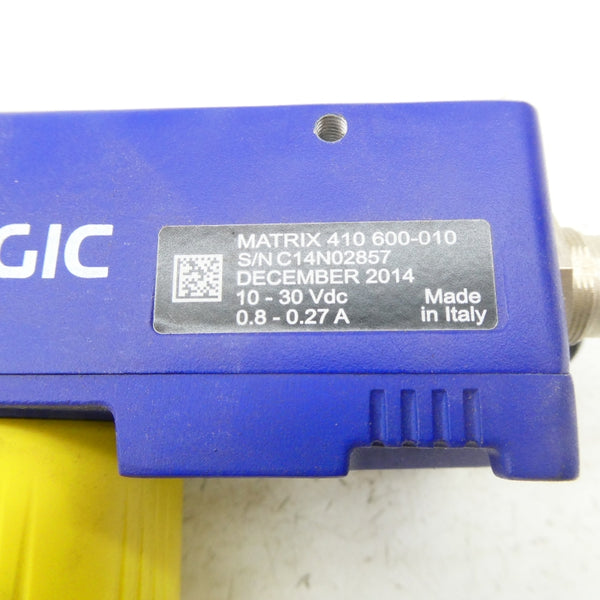 GIC
MATRIX 410 600-010
S/N C14N02857
DECEMBER 2014
10 - 30 Vdc
0.8 - 0.27 A
Made
in Italy